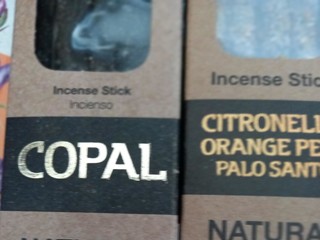 Incense Stick
Incienso
COPAL
Incense Stic
CITRONELL
ORANGE PE
PALO SANT
NATURA